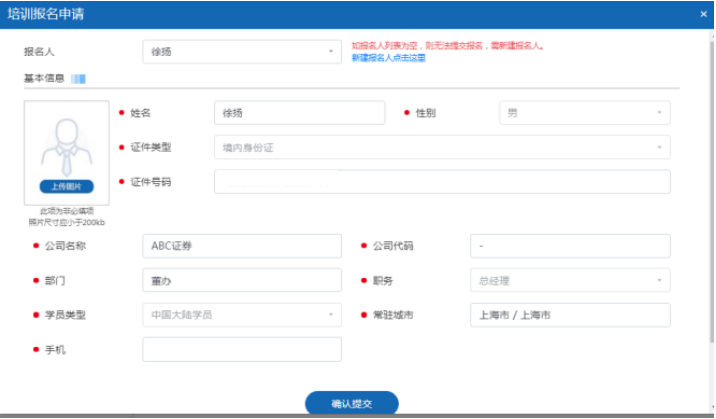 培训报名申请 ×
报名人 徐扬 如报名人列表为空，则无法提交报名，需新建报名人。
新建报名人点击这里
基本信息
姓名 徐扬 性别 男
证件类型 境内身份证
上传图片 证件号码
此项为非必填项
照片尺寸应小于200kb
公司名称 ABC证券 公司代码 -
部门 董办 职务 总经理
学员类型 中国大陆学员 常驻城市 上海市 / 上海市
手机
确认提交